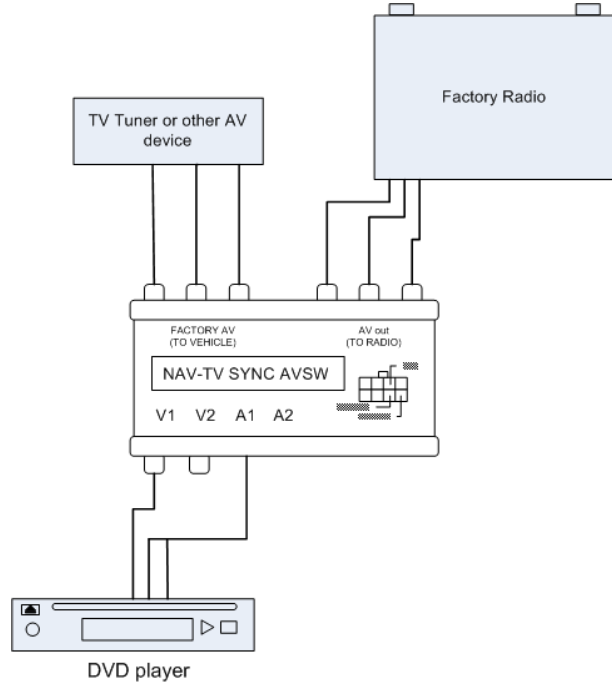 Factory Radio
TV Tuner or other AV
device
FACTORY AV
(TO VEHICLE)
AV out
(TO RADIO)
NAV-TV SYNC AVSW
V1 V2 A1 A2
DVD player